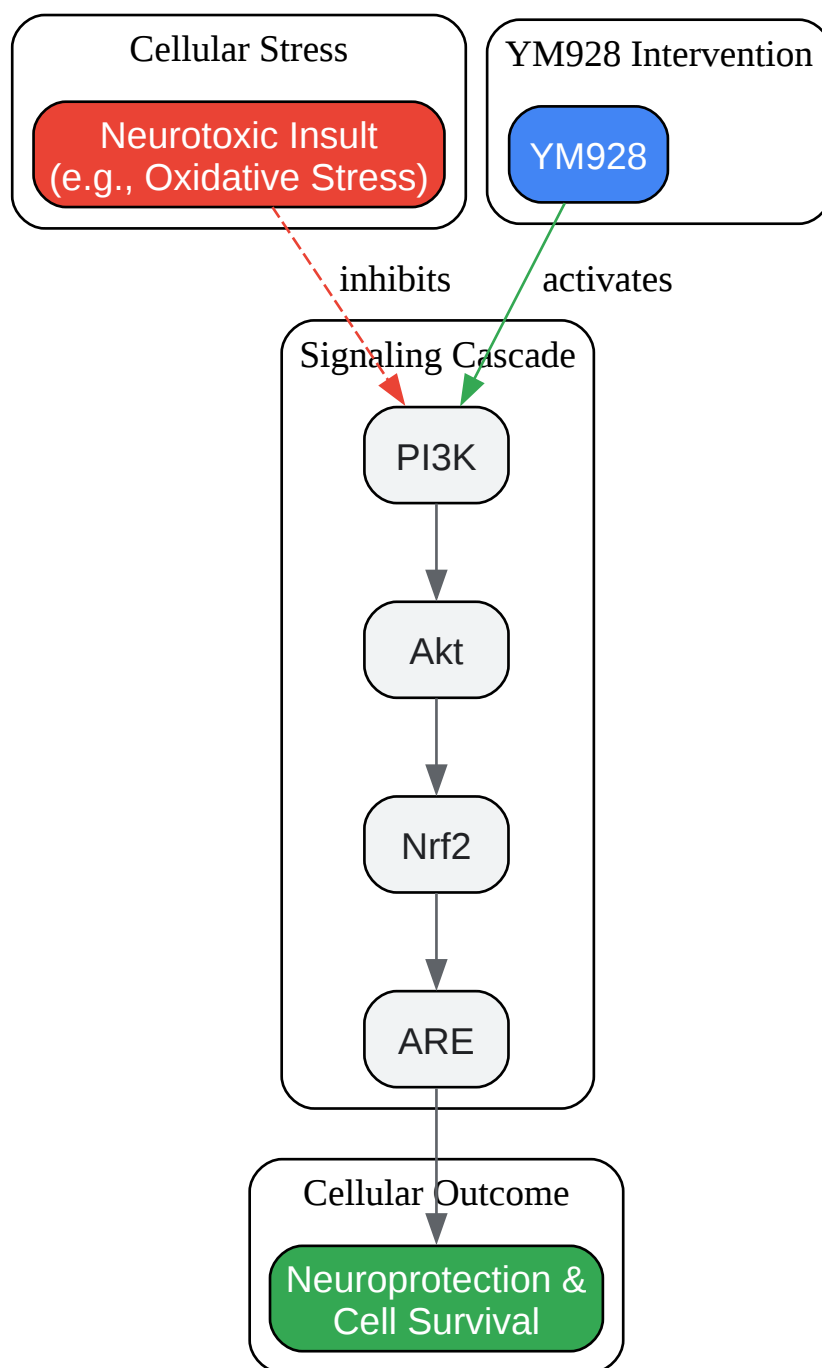 Cellular Stress
Neurotoxic Insult
(e.g., Oxidative Stress)
YM928 Intervention
YM928
inhibits
activates
Signaling Cascade
PI3K
Akt
Nrf2
ARE
Cellular Outcome
Neuroprotection &
Cell Survival